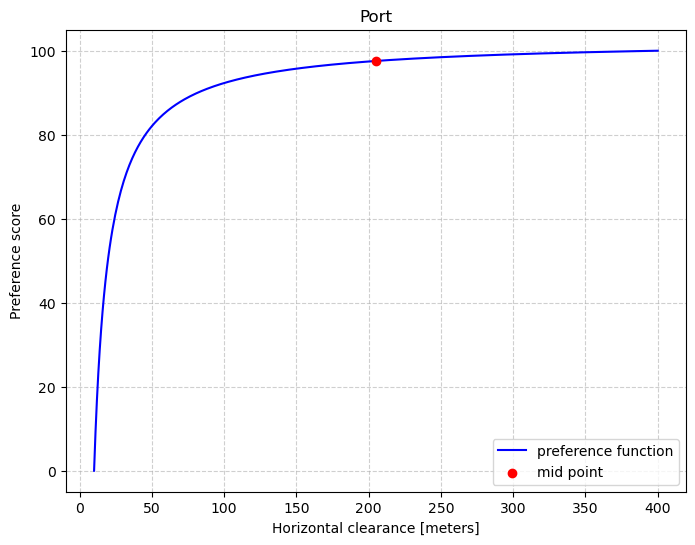 Port
100
80
60
40
20
0
Preference score
0 50 100 150 200 250 300 350 400
Horizontal clearance [meters]
preference function
mid point